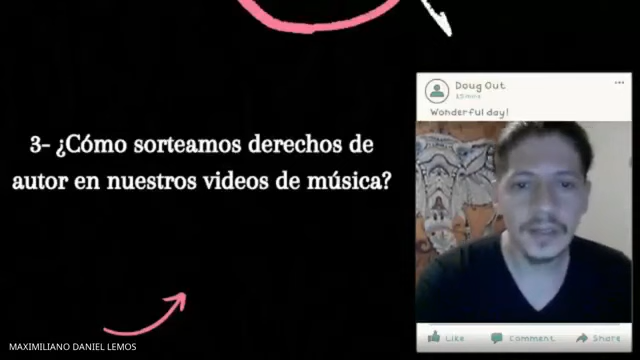 3- ¿Cómo sorteamos derechos de
autor en nuestros videos de música?
Doug Out
Wonderful day!
Like
Comment
Share
MAXIMILIANO DANIEL LEMOS